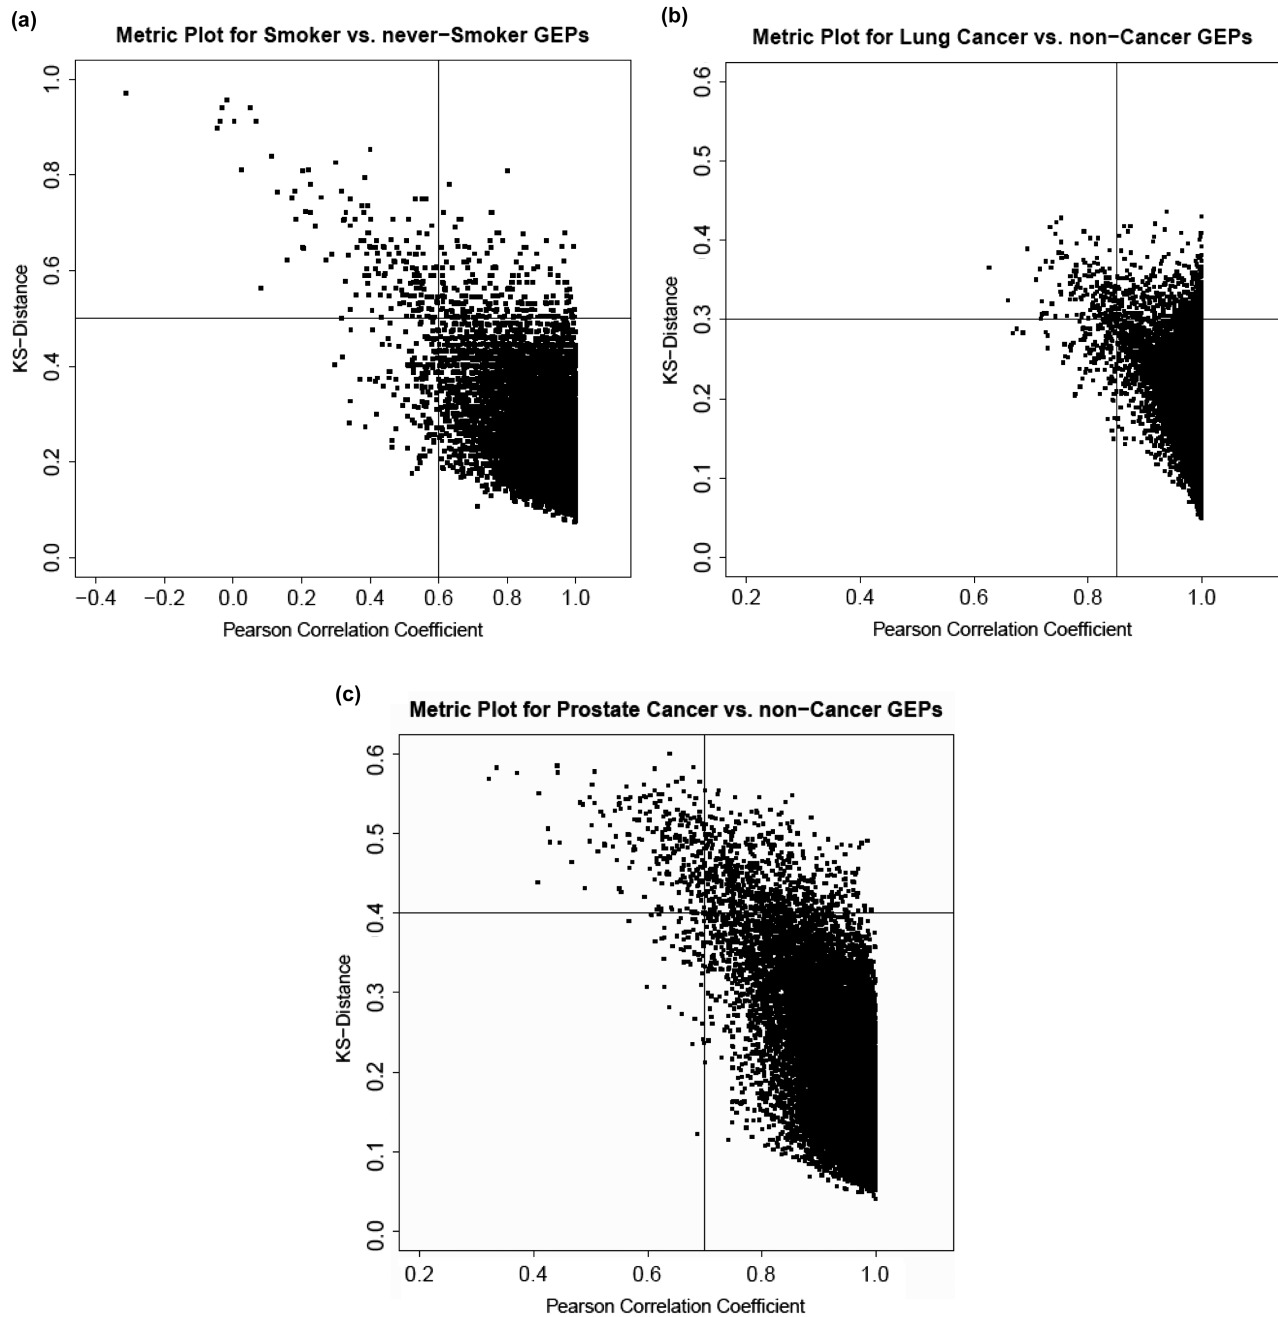 (a)
Metric Plot for Smoker vs. never−Smoker GEPs
1.0
0.8
0.6
0.4
0.2
0.0
KS−Distance
−0.4 −0.2 0.0 0.2 0.4 0.6 0.8 1.0
Pearson Correlation Coefficient
(b)
Metric Plot for Lung Cancer vs. non−Cancer GEPs
0.6
0.5
0.4
0.3
0.2
0.1
0.0
KS−Distance
0.2 0.4 0.6 0.8 1.0
Pearson Correlation Coefficient
(c)
Metric Plot for Prostate Cancer vs. non−Cancer GEPs
0.6
0.5
0.4
0.3
0.2
0.1
0.0
KS−Distance
0.2 0.4 0.6 0.8 1.0
Pearson Correlation Coefficient